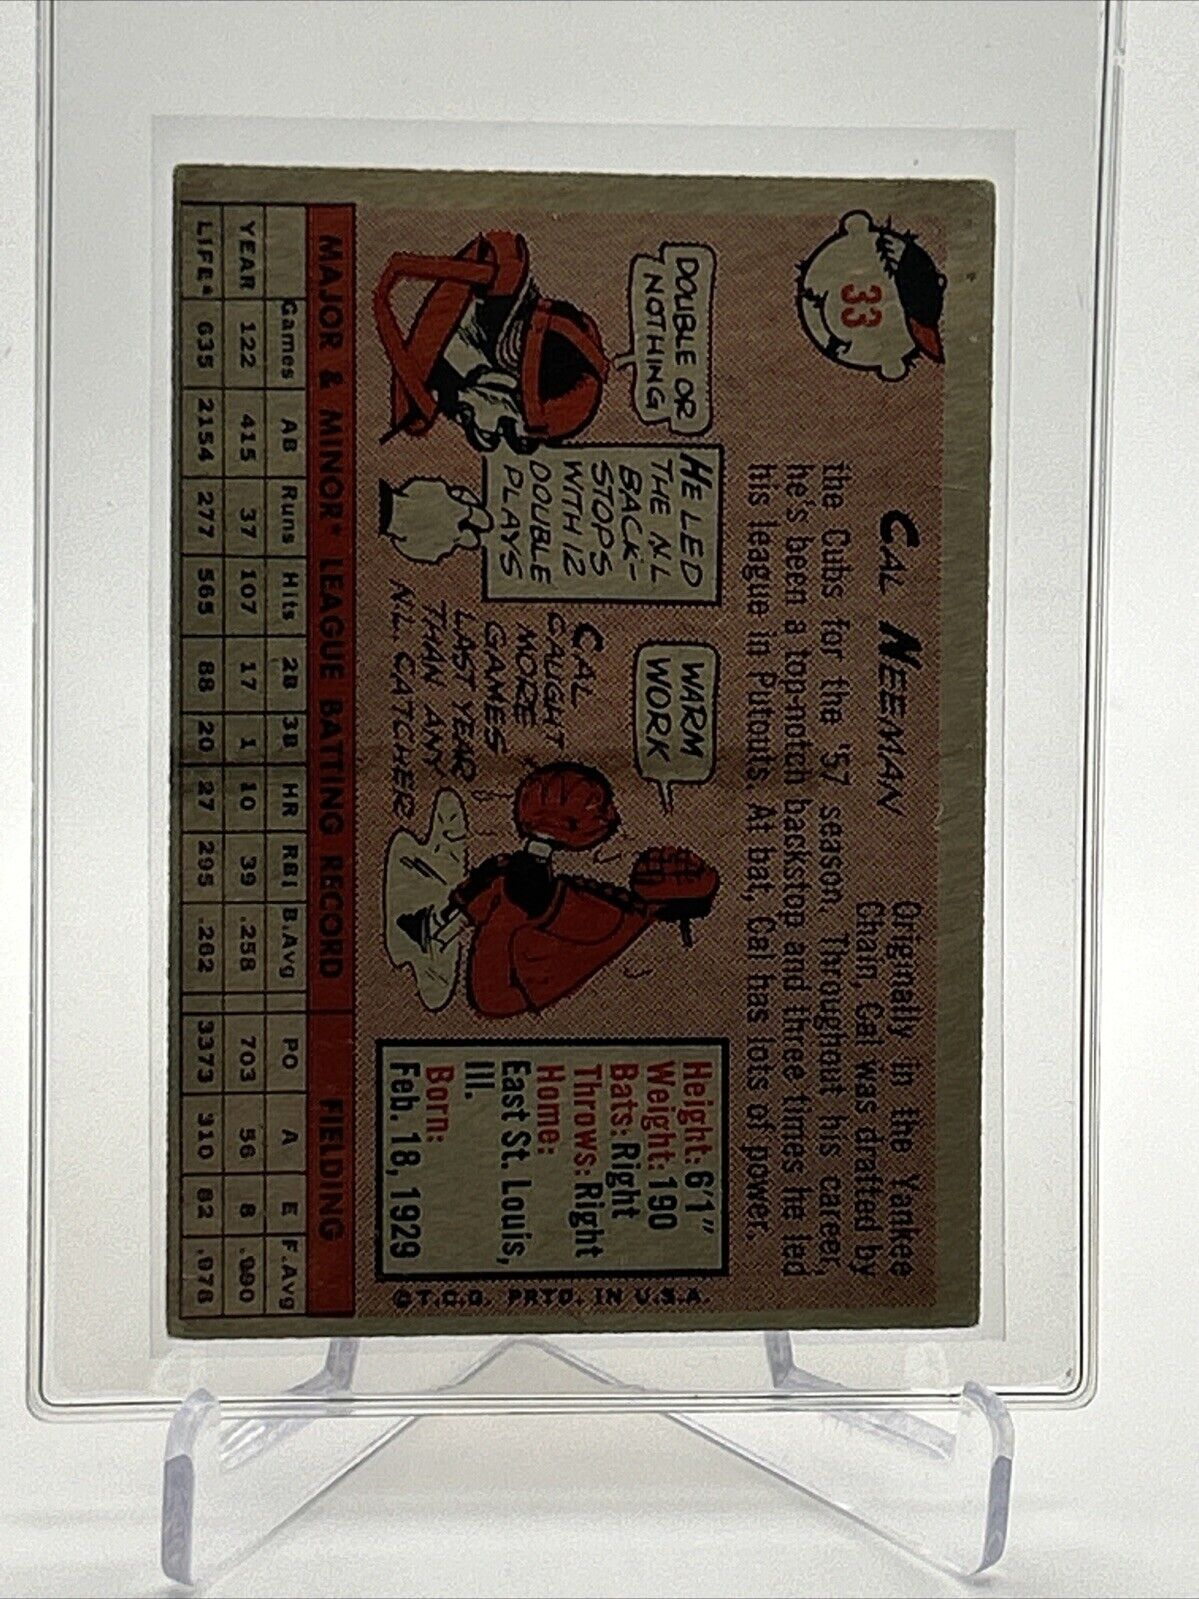 33
CAL NEEMAN
Originally in the Yankee
Chain, Cal was drafted by
the Cubs for the '57 season. Throughout his career,
he's been a top-notch backstop and three times he led
his league in Putouts. At bat, Cal has lots of power.
DOUBLE OR
NOTHING
HE LED
THE N.L.
BACK-
STOPS
WITH 12
DOUBLE
PLAYS
WARM
WORK
CAL
CAUGHT
MORE
GAMES
LAST YEAR
THAN ANY
N.L. CATCHER
Height: 6'1"
Weight: 190
Bats: Right
Throws: Right
Home:
East St. Louis,
Ill.
Born:
Feb. 18, 1929
© T.C.G. PRTD. IN U.S.A.
MAJOR & MINOR* LEAGUE BATTING RECORD FIELDING
Games AB Runs Hits 2B 3B HR RBI B.Avg PO A E F.Avg
YEAR 122 415 37 107 17 1 10 39 .258 703 56 8 .990
LIFE* 635 2154 277 565 88 20 27 295 .262 3373 310 82 .978